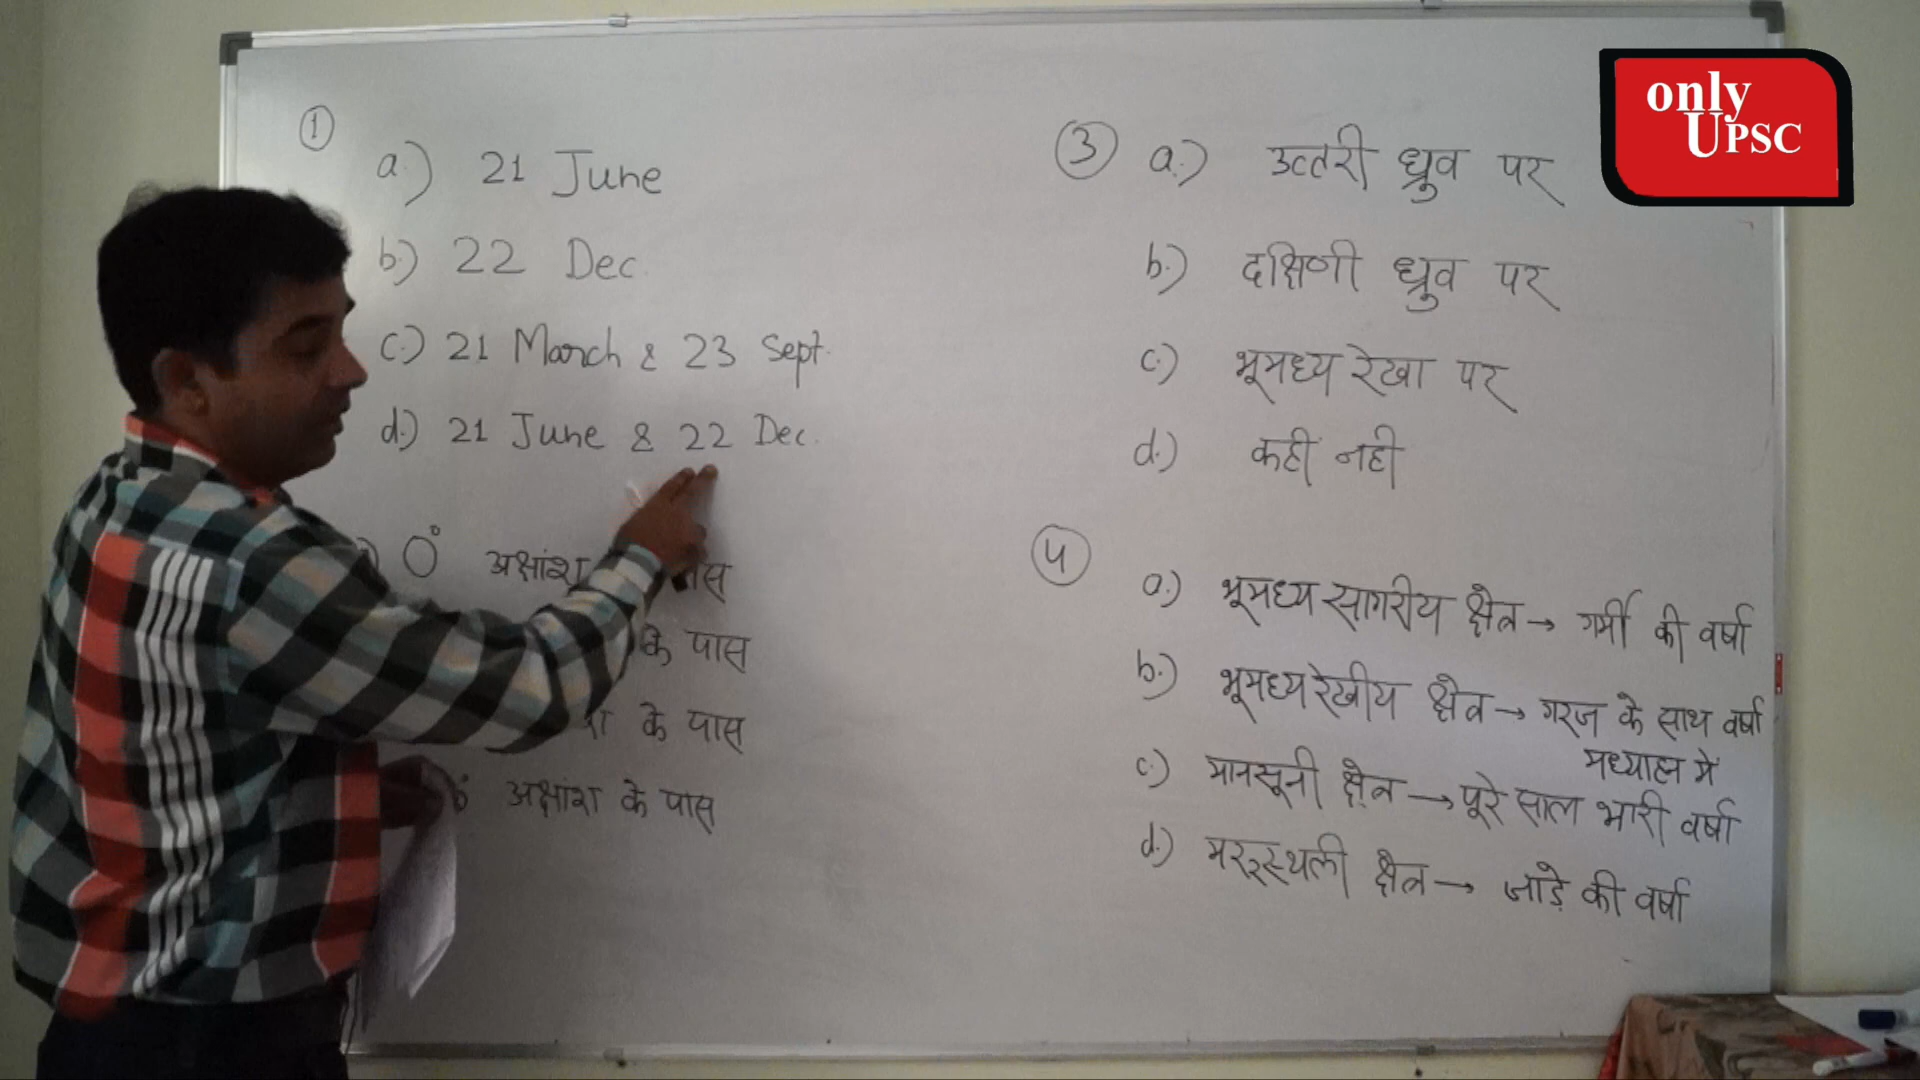 ①
a.) 21 June
b.) 22 Dec.
c.) 21 March & 23 Sept.
d.) 21 June & 22 Dec.
0° अक्षांश
के पास
के पास
अक्षांश के पास
③ a.) उत्तरी ध्रुव पर
b.) दक्षिणी ध्रुव पर
c.) भूमध्य रेखा पर
d.) कही नही
④
a.) भूमध्य सागरीय क्षेत्र → गर्मी की वर्षा
b.) भूमध्य रेखीय क्षेत्र → गरज के साथ वर्षा
मध्याह्न मे
c.) मानसूनी क्षेत्र → पूरे साल भारी वर्षा
d.) मरूस्थली क्षेत्र → जाड़े की वर्षा
only
UPSC